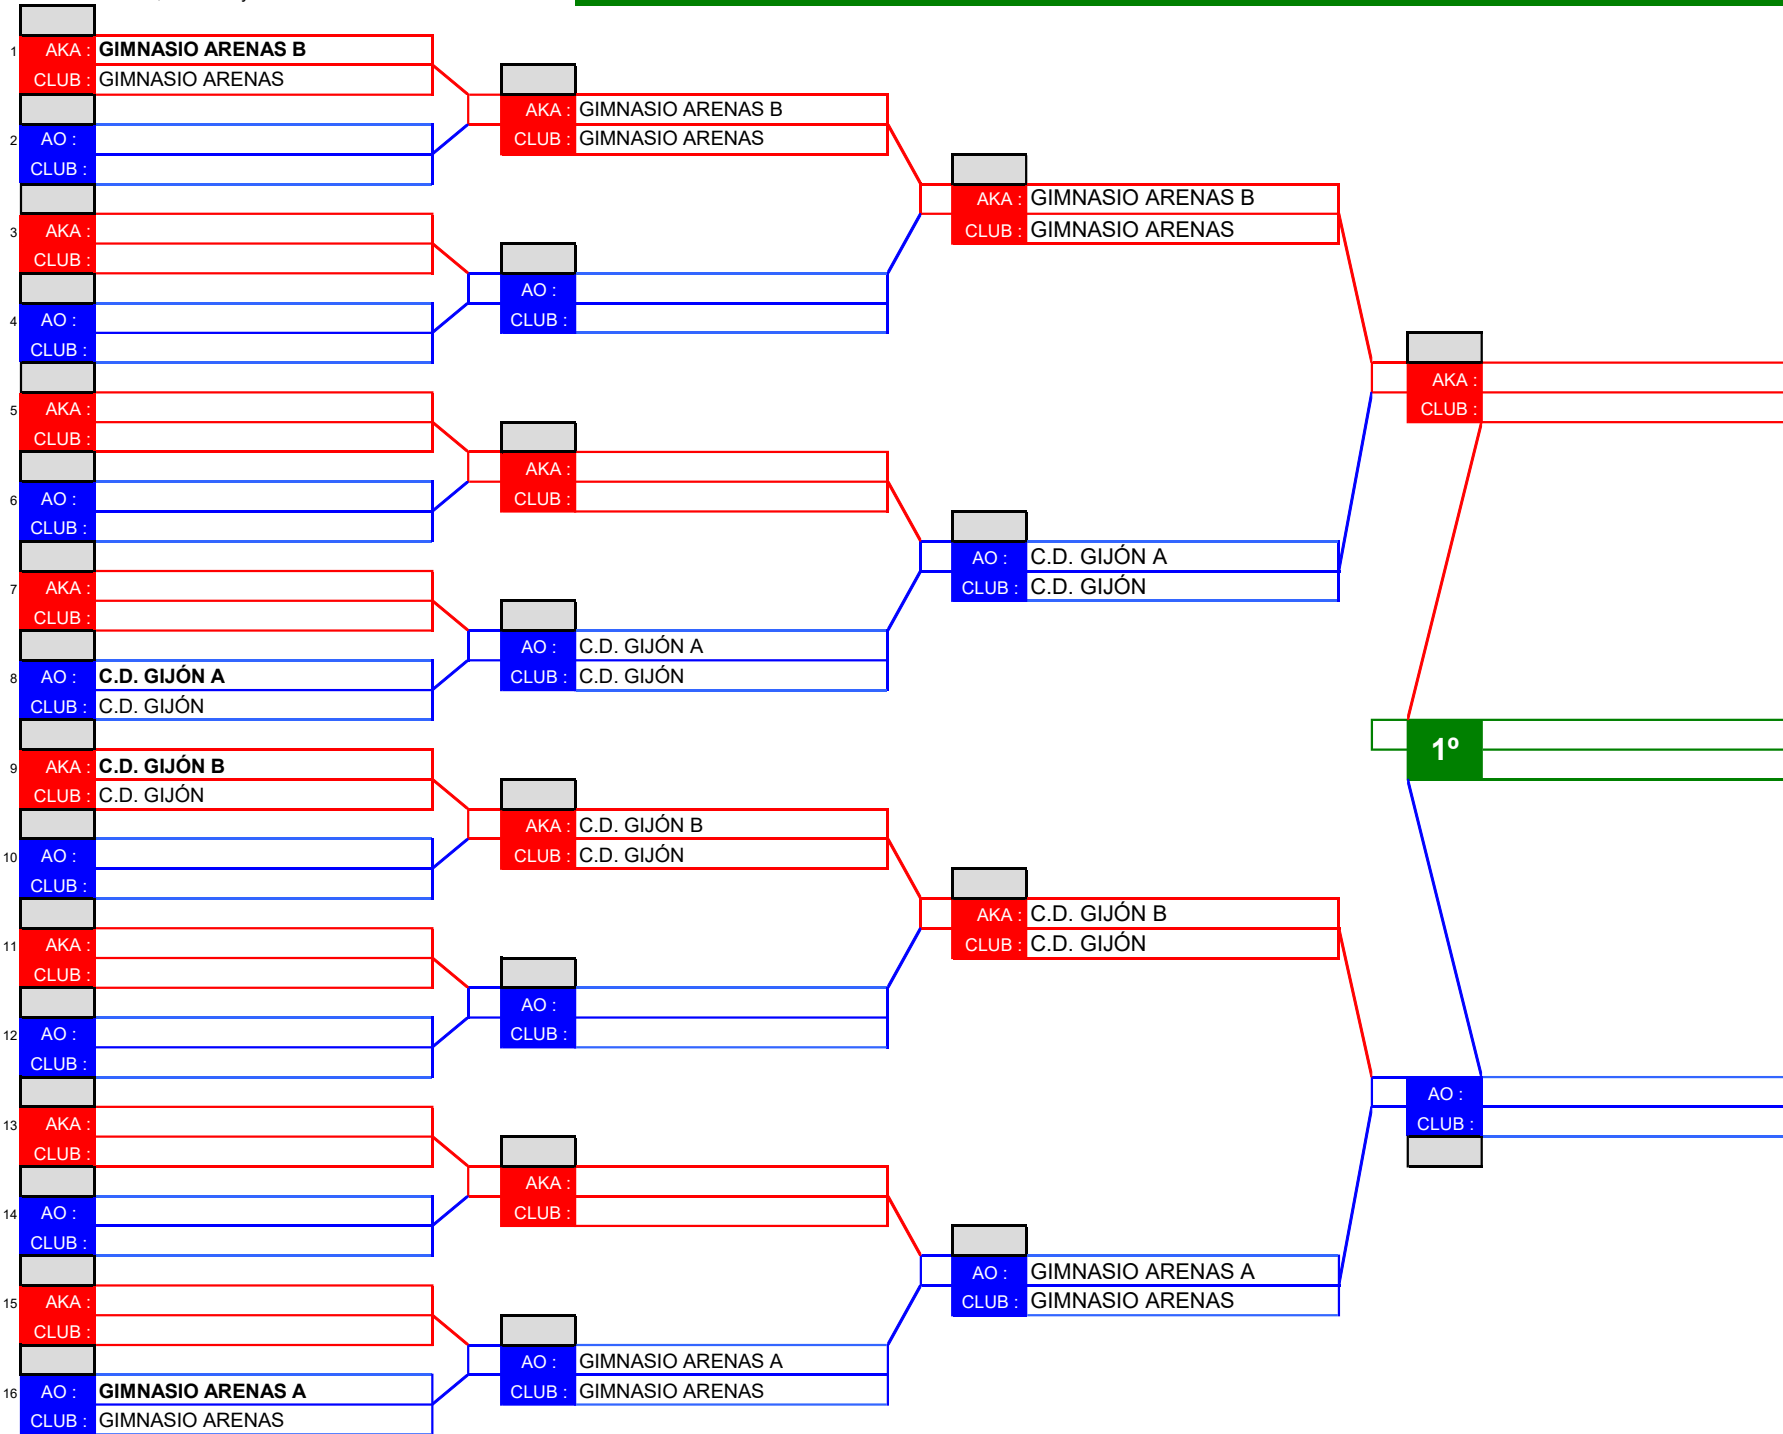 1 AKA : GIMNASIO ARENAS B
CLUB : GIMNASIO ARENAS
2 AO :
CLUB :
3 AKA :
CLUB :
4 AO :
CLUB :
5 AKA :
CLUB :
6 AO :
CLUB :
7 AKA :
CLUB :
8 AO : C.D. GIJÓN A
CLUB : C.D. GIJÓN
9 AKA : C.D. GIJÓN B
CLUB : C.D. GIJÓN
10 AO :
CLUB :
11 AKA :
CLUB :
12 AO :
CLUB :
13 AKA :
CLUB :
14 AO :
CLUB :
15 AKA :
CLUB :
16 AO : GIMNASIO ARENAS A
CLUB : GIMNASIO ARENAS
AKA : GIMNASIO ARENAS B
CLUB : GIMNASIO ARENAS
AO :
CLUB :
AKA :
CLUB :
AO : C.D. GIJÓN A
CLUB : C.D. GIJÓN
AKA : C.D. GIJÓN B
CLUB : C.D. GIJÓN
AO :
CLUB :
AKA :
CLUB :
AO : GIMNASIO ARENAS A
CLUB : GIMNASIO ARENAS
AKA : GIMNASIO ARENAS B
CLUB : GIMNASIO ARENAS
AO : C.D. GIJÓN A
CLUB : C.D. GIJÓN
AKA : C.D. GIJÓN B
CLUB : C.D. GIJÓN
AO : GIMNASIO ARENAS A
CLUB : GIMNASIO ARENAS
AKA :
CLUB :
1º
AO :
CLUB :